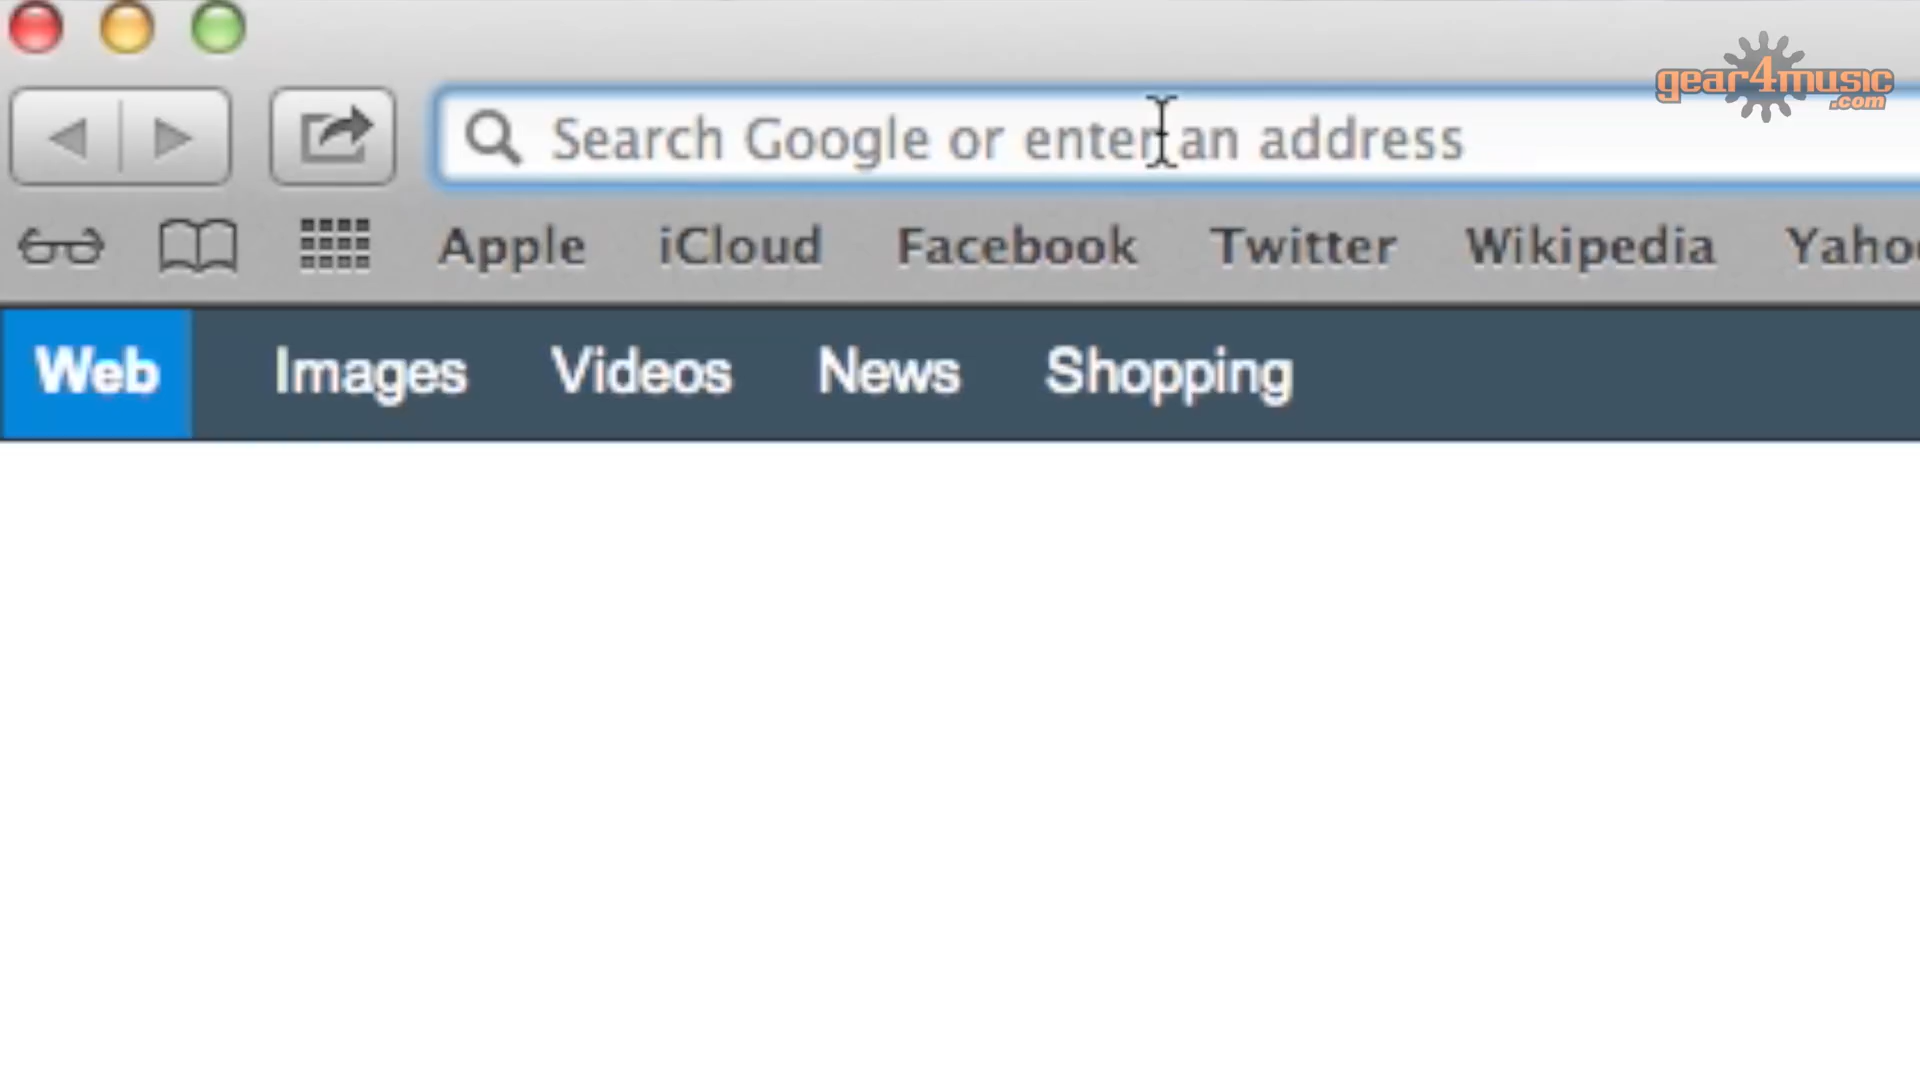 gear4music
.com
Search Google or enter an address
Apple iCloud Facebook Twitter Wikipedia
Web Images Videos News Shopping